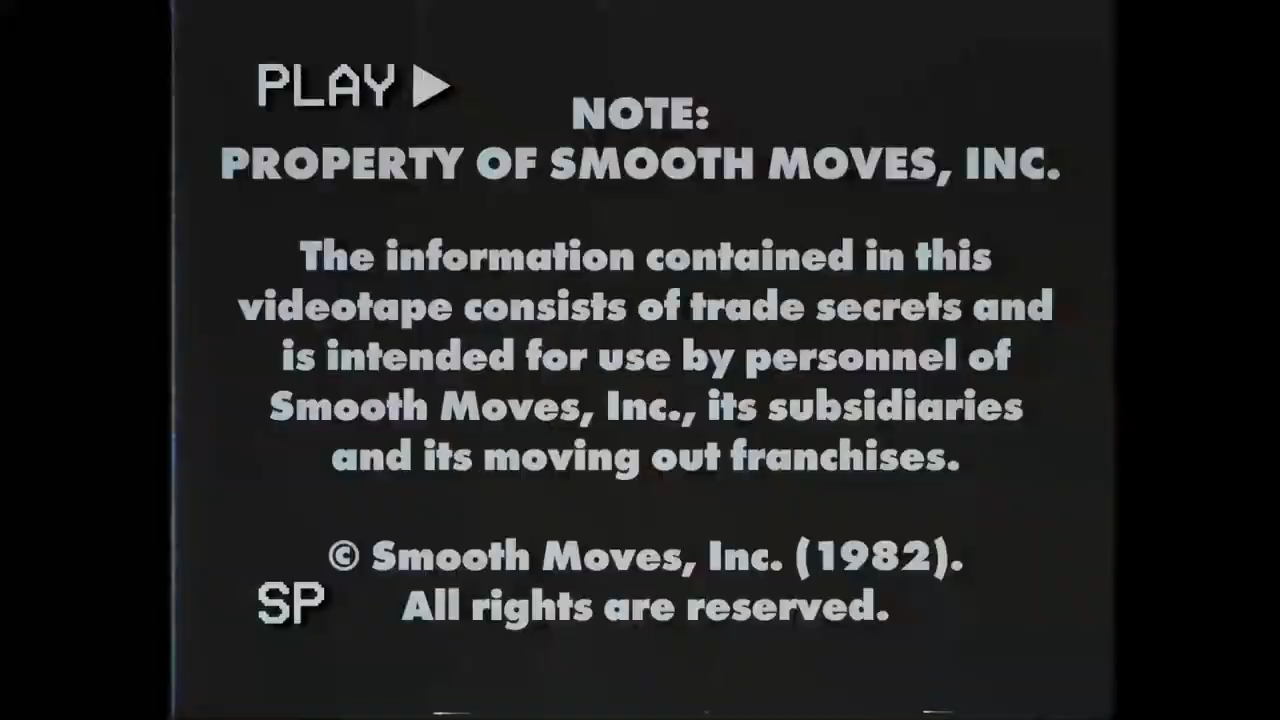 PLAY ▶
NOTE:
PROPERTY OF SMOOTH MOVES, INC.
The information contained in this
videotape consists of trade secrets and
is intended for use by personnel of
Smooth Moves, Inc., its subsidiaries
and its moving out franchises.
© Smooth Moves, Inc. (1982).
SP
All rights are reserved.